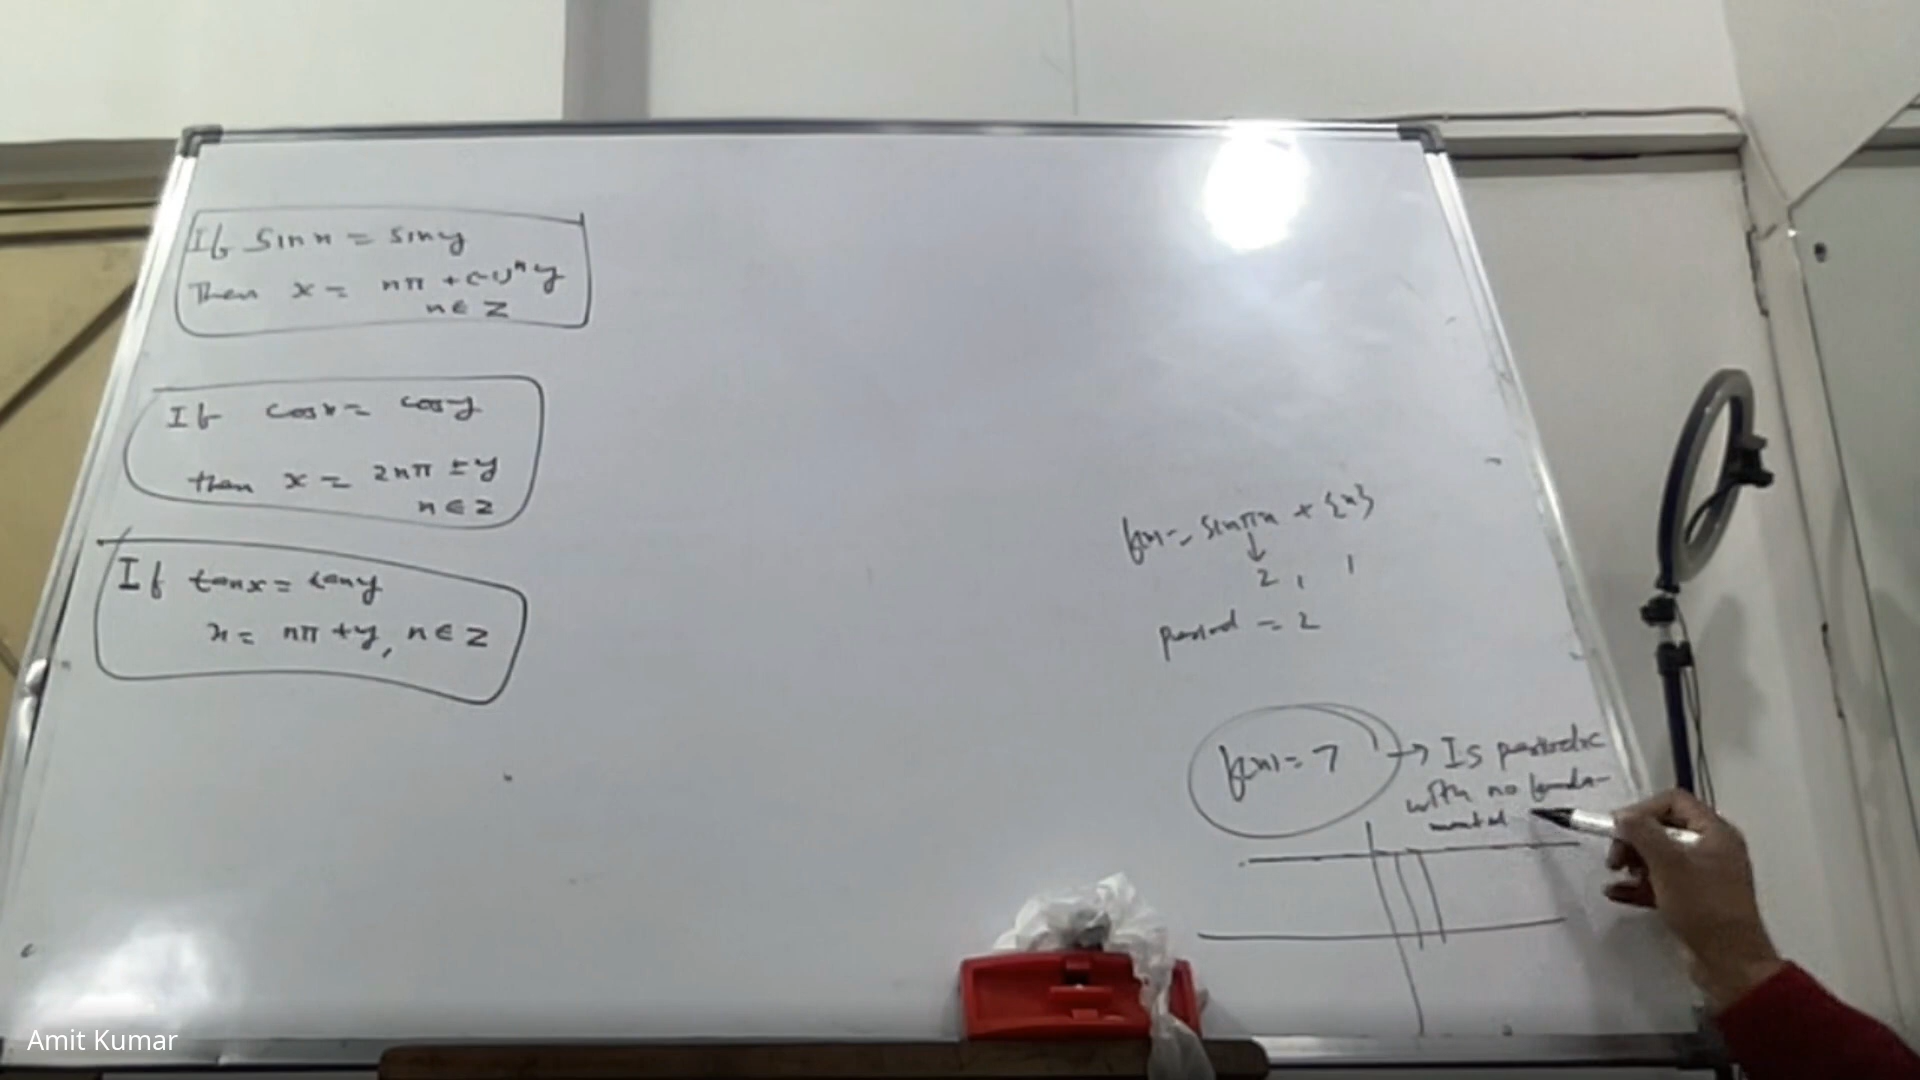 If sin x = sin y
Then x = nπ + (-1)ⁿ y
n ∈ Z
If cos x = cos y
then x = 2nπ ± y
n ∈ Z
If tan x = tan y
x = nπ + y, n ∈ Z
f(x) = sin πx + {x}
2, 1
period = 2
f(x) = 7 → Is periodic
with no funda-
mental
Amit Kumar